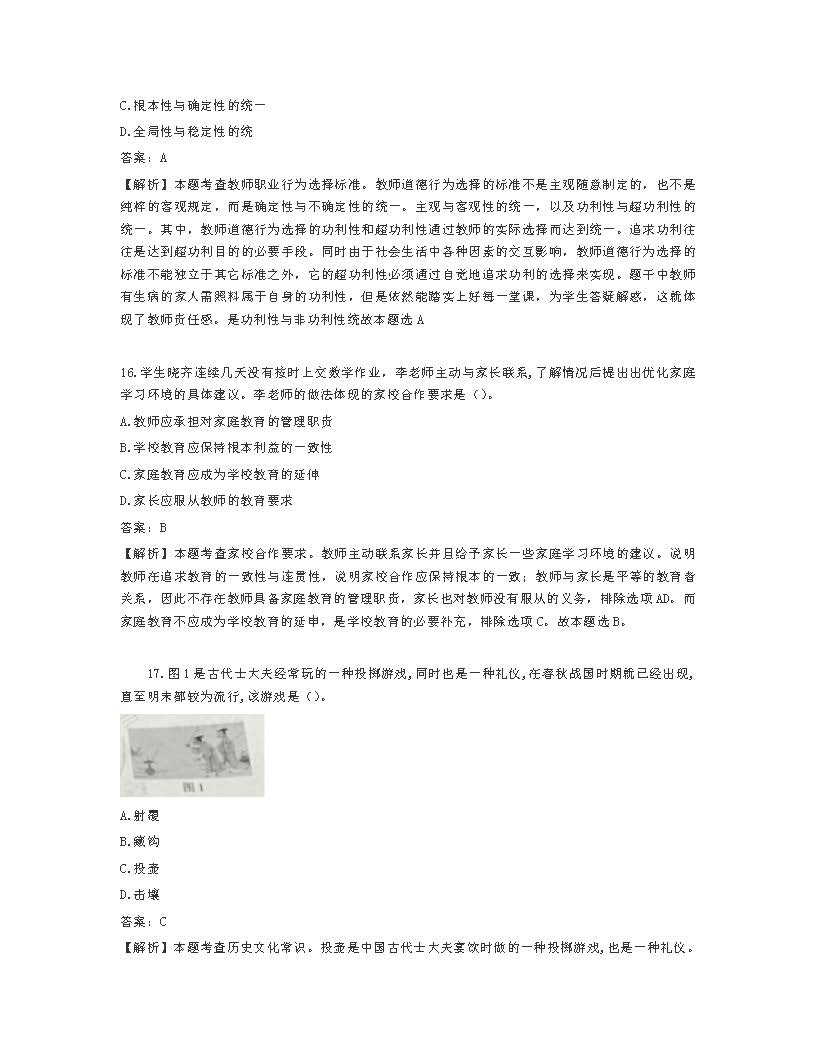 C.根本性与确定性的统一
D.全局性与稳定性的统
答案：A
【解析】本题考查教师职业行为选择标准。教师道德行为选择的标准不是主观随意制定的，也不是
纯粹的客观规定，而是确定性与不确定性的统一。主观与客观性的统一，以及功利性与超功利性的
统一。其中，教师道德行为选择的功利性和超功利性通过教师的实际选择而达到统一。追求功利往
往是达到超功利目的的必要手段。同时由于社会生活中各种因素的交互影响，教师道德行为选择的
标准不能独立于其它标准之外，它的超功利性必须通过自觉地追求功利的选择来实现。题干中教师
有生病的家人需照料属于自身的功利性，但是依然能踏实上好每一堂课，为学生答疑解惑，这就体
现了教师责任感。是功利性与非功利性统故本题选A
16.学生晓齐连续几天没有按时上交数学作业，李老师主动与家长联系,了解情况后提出出优化家庭
学习环境的具体建议。李老师的做法体现的家校合作要求是（）。
A.教师应承担对家庭教育的管理职责
B.学校教育应保持根本利益的一致性
C.家庭教育应成为学校教育的延伸
D.家长应服从教师的教育要求
答案：B
【解析】本题考查家校合作要求。教师主动联系家长并且给予家长一些家庭学习环境的建议。说明
教师在追求教育的一致性与连贯性，说明家校合作应保持根本的一致；教师与家长是平等的教育者
关系，因此不存在教师具备家庭教育的管理职责，家长也对教师没有服从的义务，排除选项AD。而
家庭教育不应成为学校教育的延申，是学校教育的必要补充，排除选项C。故本题选B。
17.图1是古代士大夫经常玩的一种投掷游戏,同时也是一种礼仪,在春秋战国时期就已经出现,
直至明末都较为流行,该游戏是（）。
图 1
A.射覆
B.藏钩
C.投壶
D.击壤
答案：C
【解析】本题考查历史文化常识。投壶是中国古代士大夫宴饮时做的一种投掷游戏,也是一种礼仪。